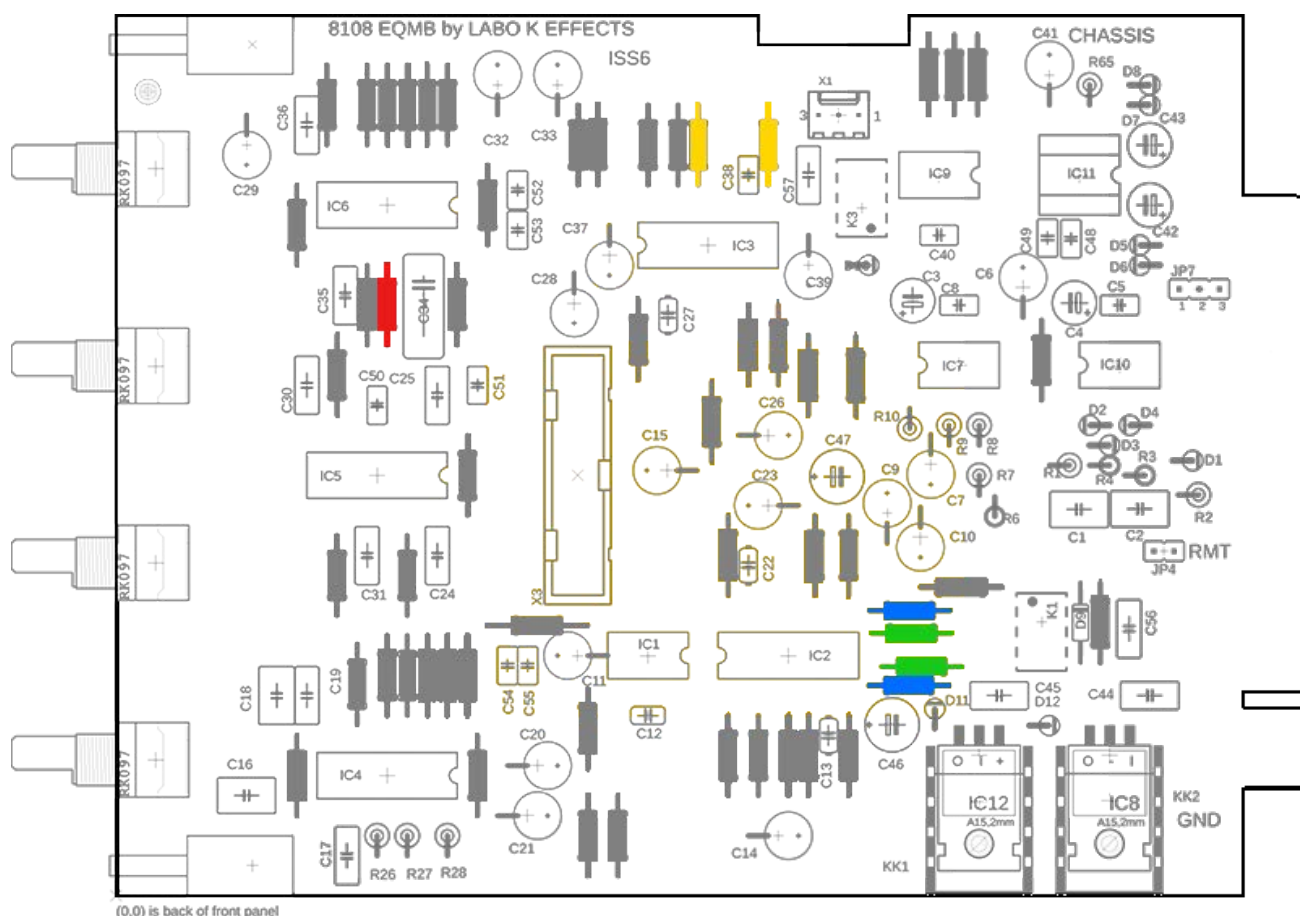 8108 EQMB by LABO K EFFECTS
ISS6
C41
CHASSIS
R65
D8
D7
C43
X1
3
1
C36
C32
C33
C29
RK097
C38
C57
K3
IC9
IC11
IC6
C52
C53
C37
IC3
C39
C40
C49
C48
C42
D5
D6
JP7
1 2 3
C28
C35
C34
C27
C3
C8
C6
C4
C5
RK097
C30
C50
C25
C51
IC7
IC10
C26
C15
C47
R10
R9
R8
D2
D4
D3
IC5
C23
C9
C7
R7
R1
R4
R3
D1
R6
R2
C10
C1
C2
RMT
JP4
RK097
C31
C24
X3
C22
K1
D9
C56
IC1
IC2
C18
C19
C54
C55
C11
C12
D11
C45
D12
C44
RK097
C20
C13
C46
C16
IC4
O I +
O - I
IC12
IC8
A15,2mm
A15,2mm
KK2
GND
C17
R26
R27
R28
C21
C14
KK1
(0,0) is back of front panel